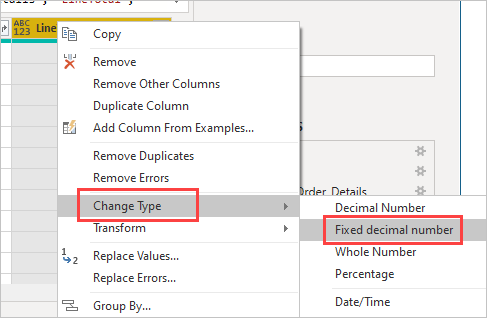 "LineTotal"
ABC
123
Line
Copy
Remove
Remove Other Columns
Duplicate Column
Add Column From Examples...
Remove Duplicates
Remove Errors
Change Type
Transform
Replace Values...
Replace Errors...
Group By...
Order_Details
Decimal Number
Fixed decimal number
Whole Number
Percentage
Date/Time